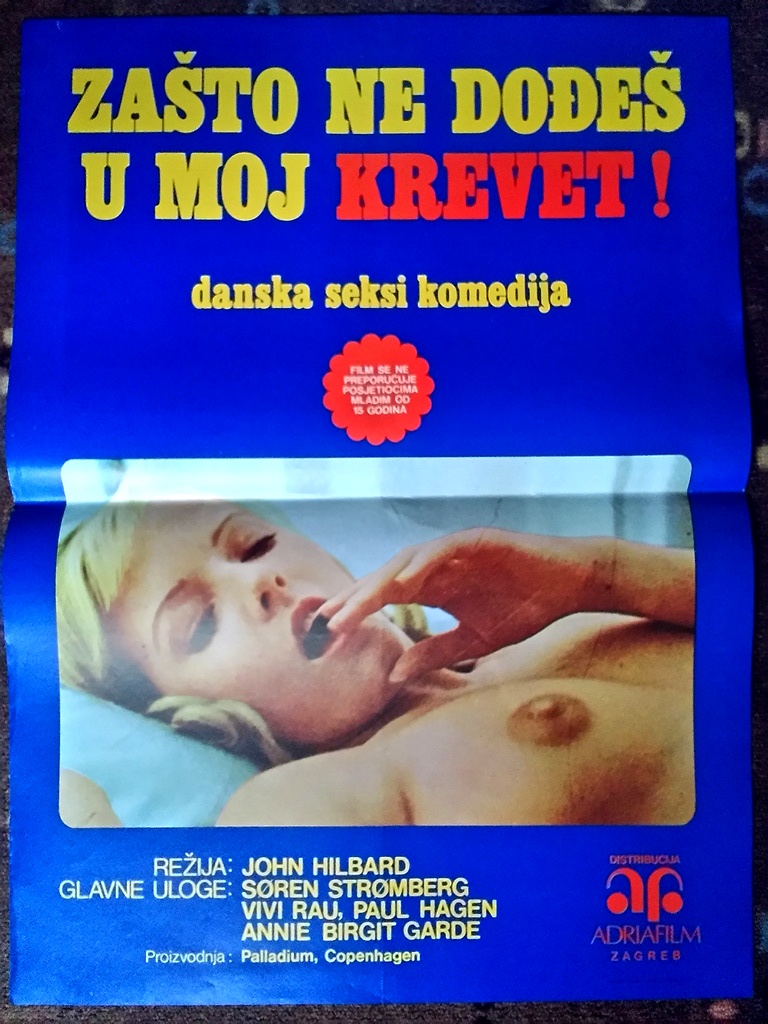 ZAŠTO NE DOĐEŠ
U MOJ KREVET !
danska seksi komedija
FILM SE NE
PREPORUČUJE
POSJETIOCIMA
MLADIM OD
15 GODINA
REŽIJA: JOHN HILBARD
GLAVNE ULOGE: SØREN STRØMBERG
VIVI RAU, PAUL HAGEN
ANNIE BIRGIT GARDE
Proizvodnja: Palladium, Copenhagen
DISTRIBUCIJA
af
ADRIAFILM
ZAGREB